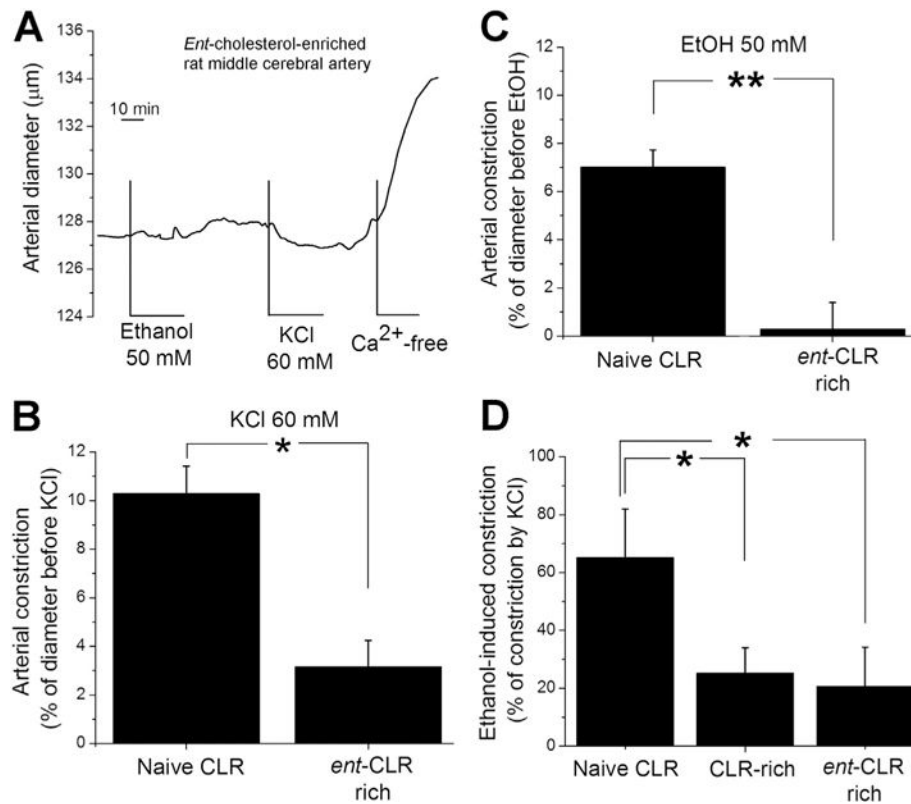 A
Ent-cholesterol-enriched
rat middle cerebral artery
Arterial diameter (µm)
136
134
132
130
128
126
124
10 min
Ethanol
50 mM
KCl
60 mM
Ca2+-free
B
KCl 60 mM
*
Arterial constriction
(% of diameter before KCl)
12
10
8
6
4
2
0
Naive CLR
ent-CLR
rich
C
EtOH 50 mM
**
Arterial constriction
(% of diameter before EtOH)
12
10
8
6
4
2
0
Naive CLR
ent-CLR
rich
D
*
*
Ethanol-induced constriction
(% of constriction by KCl)
100
80
60
40
20
0
Naive CLR
CLR-rich
ent-CLR
rich